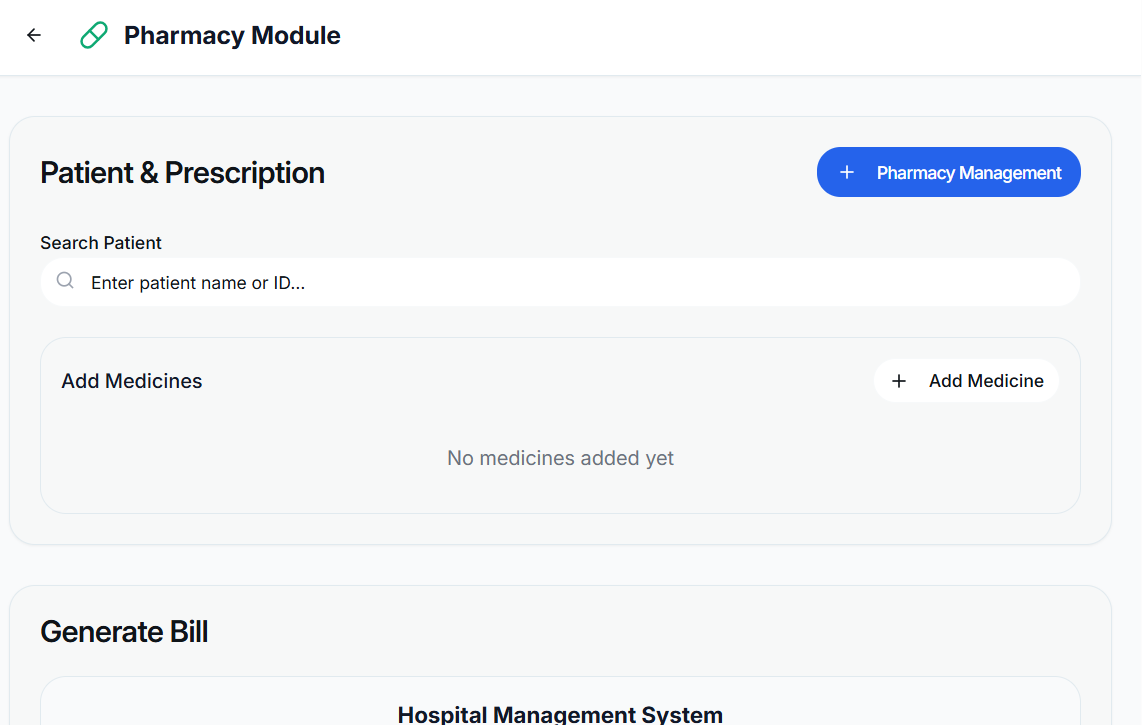 Pharmacy Module
Patient & Prescription
+ Pharmacy Management
Search Patient
Enter patient name or ID...
Add Medicines
+ Add Medicine
No medicines added yet
Generate Bill
Hospital Management System